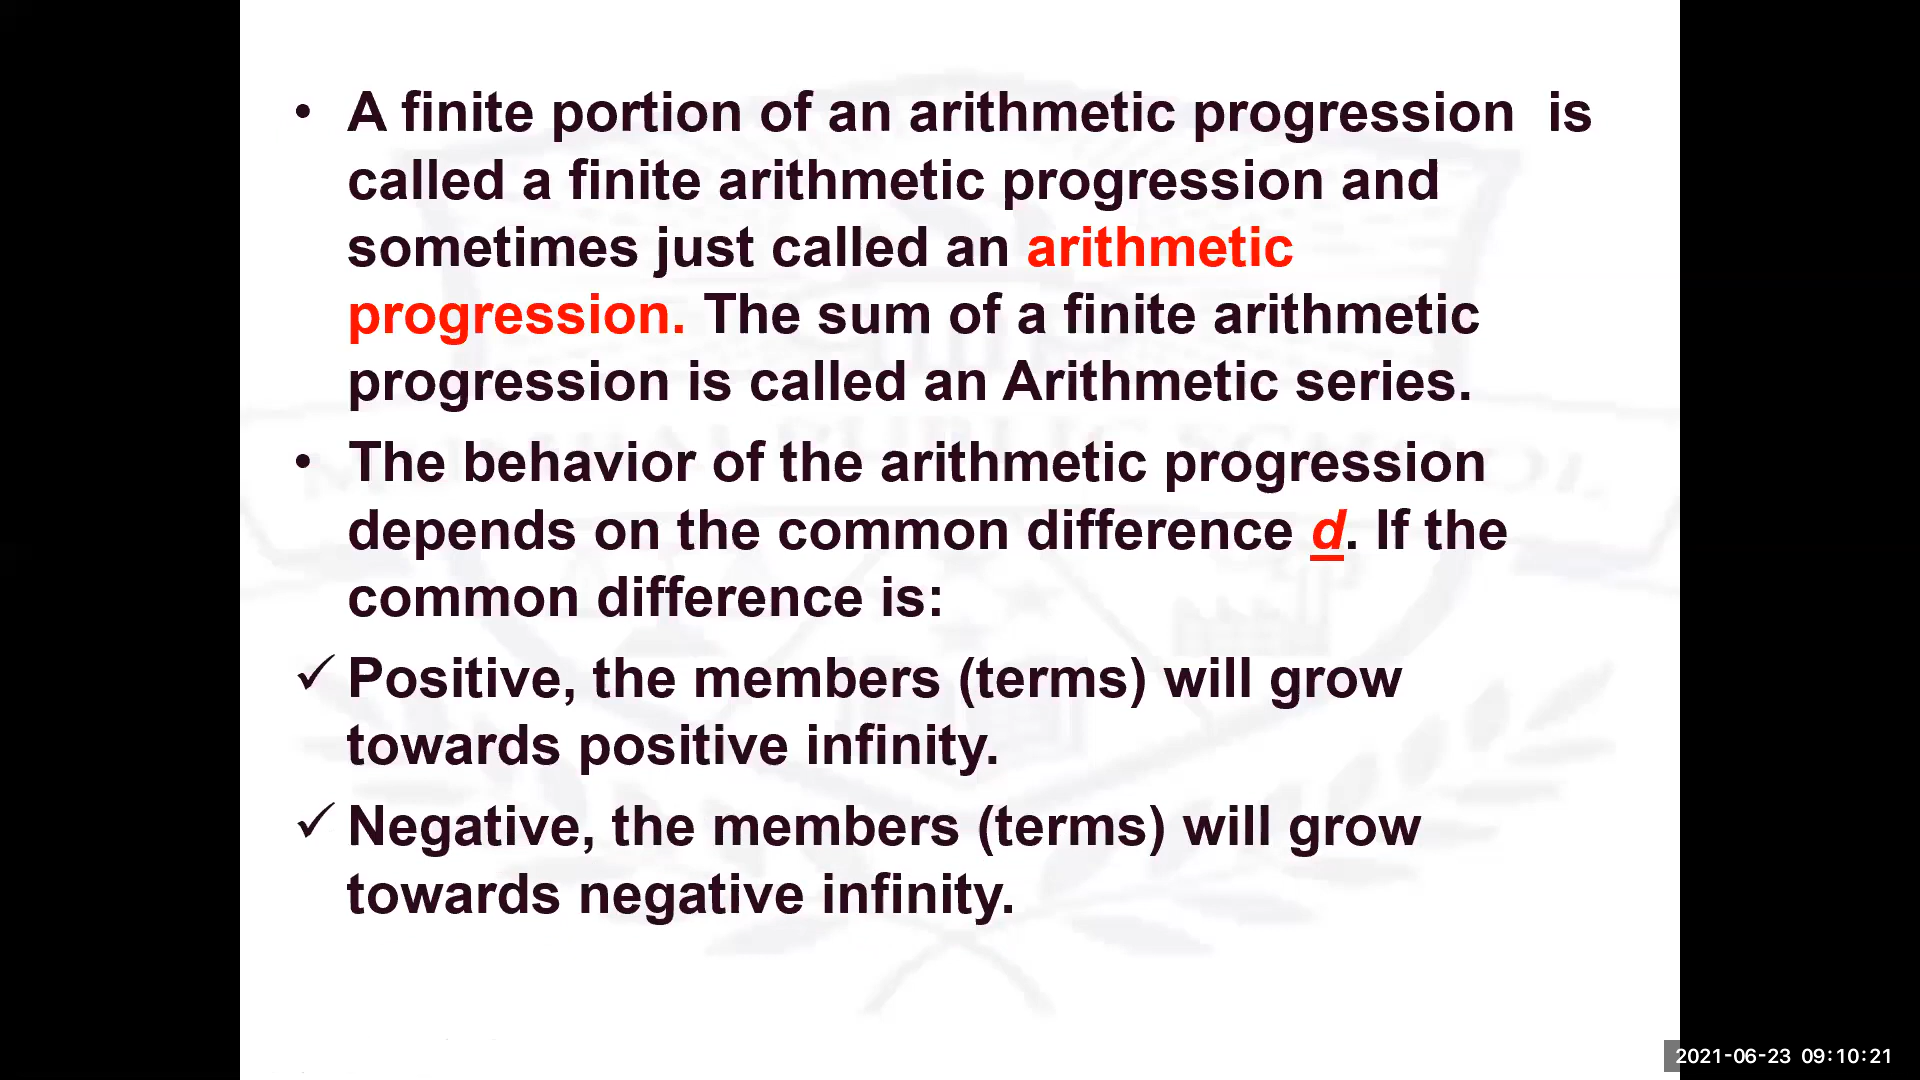 • A finite portion of an arithmetic progression  is
called a finite arithmetic progression and
sometimes just called an arithmetic
progression. The sum of a finite arithmetic
progression is called an Arithmetic series.
• The behavior of the arithmetic progression
depends on the common difference d. If the
common difference is:
✓ Positive, the members (terms) will grow
towards positive infinity.
✓ Negative, the members (terms) will grow
towards negative infinity.
2021-06-23 09:10:21